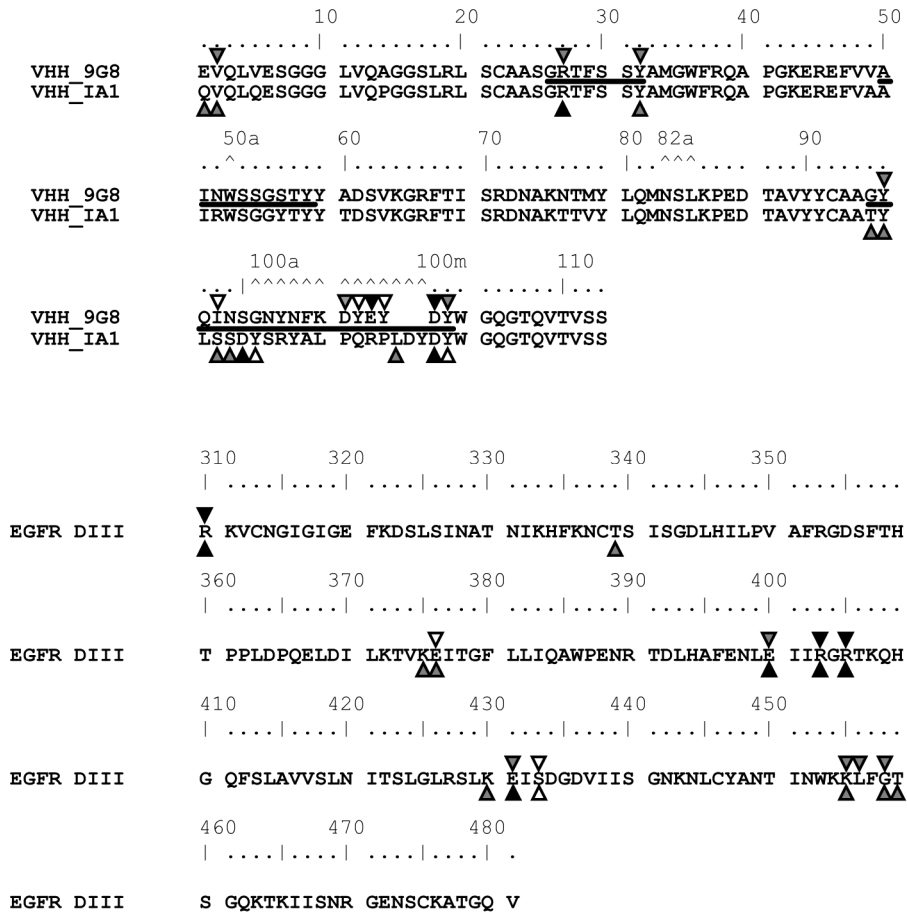 10 20 30 40 50
........|.........|.........|.........|.........|
VHH_9G8 EVQLVESGGG LVQAGGSLRL SCAASGRTFS SYAMGWFRQA PGKEREFVVA
VHH_IA1 QVQLQESGGG LVQPGGSLRL SCAASGRTFS SYAMGWFRQA PGKEREFVAA
50a 60 70 80 82a 90
VHH_9G8 INWSSGSTYY ADSVKGRFTI SRDNAKNTMY LQMNSLKPED TAVYYCAAGY
VHH_IA1 IRWSGGYTYY TDSVKGRFTI SRDNAKTTVY LQMNSLKPED TAVYYCAATY
100a 100m 110
VHH_9G8 QINSGNYNFK DYEY DYW GQGTQVTVSS
VHH_IA1 LSSDYSRYAL PQRPLDYDYW GQGTQVTVSS
310 320 330 340 350
EGFR DIII R KVCNGIGIGE FKDSLSINAT NIKHFKNCTS ISGDLHILPV AFRGDSFTH
360 370 380 390 400
EGFR DIII T PPLDPQELDI LKTVKEITGF LLIQAWPENR TDLHAFENLE IIRGRTKQH
410 420 430 440 450
EGFR DIII G QFSLAVVSLN ITSLGLRSLK EISDGDVIIS GNKNLCYANT INWKKLFGT
460 470 480
EGFR DIII S GQKTKIISNR GENSCKATGQ V